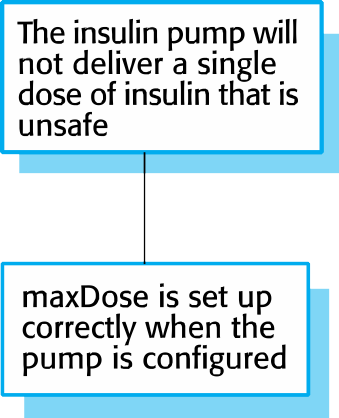 The insulin pump will
not deliver a single
dose of insulin that is
unsafe
maxDose is set up
correctly when the
pump is configured